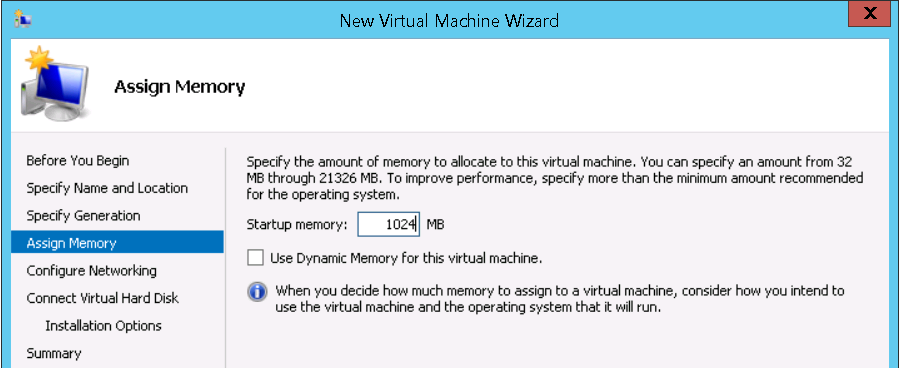 New Virtual Machine Wizard
X
Assign Memory
Before You Begin
Specify Name and Location
Specify Generation
Assign Memory
Configure Networking
Connect Virtual Hard Disk
Installation Options
Summary
Specify the amount of memory to allocate to this virtual machine. You can specify an amount from 32
MB through 21326 MB. To improve performance, specify more than the minimum amount recommended
for the operating system.
Startup memory: 1024 MB
Use Dynamic Memory for this virtual machine.
When you decide how much memory to assign to a virtual machine, consider how you intend to
use the virtual machine and the operating system that it will run.